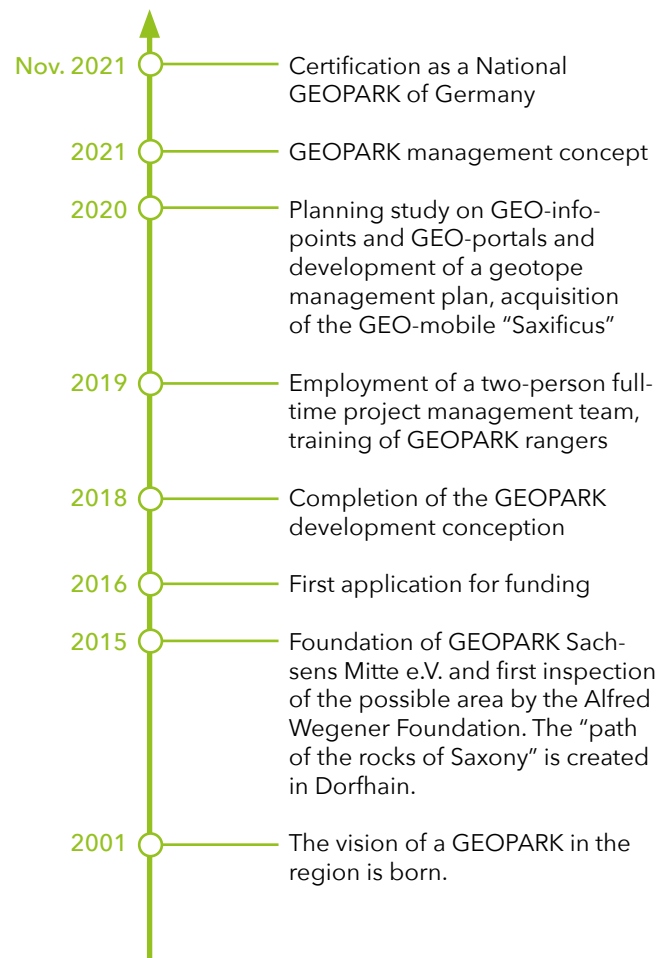 Nov. 2021
Certification as a National
GEOPARK of Germany
2021
GEOPARK management concept
2020
Planning study on GEO-info-
points and GEO-portals and
development of a geotope
management plan, acquisition
of the GEO-mobile “Saxificus”
2019
Employment of a two-person full-
time project management team,
training of GEOPARK rangers
2018
Completion of the GEOPARK
development conception
2016
First application for funding
2015
Foundation of GEOPARK Sach-
sens Mitte e.V. and first inspection
of the possible area by the Alfred
Wegener Foundation. The “path
of the rocks of Saxony” is created
in Dorfhain.
2001
The vision of a GEOPARK in the
region is born.